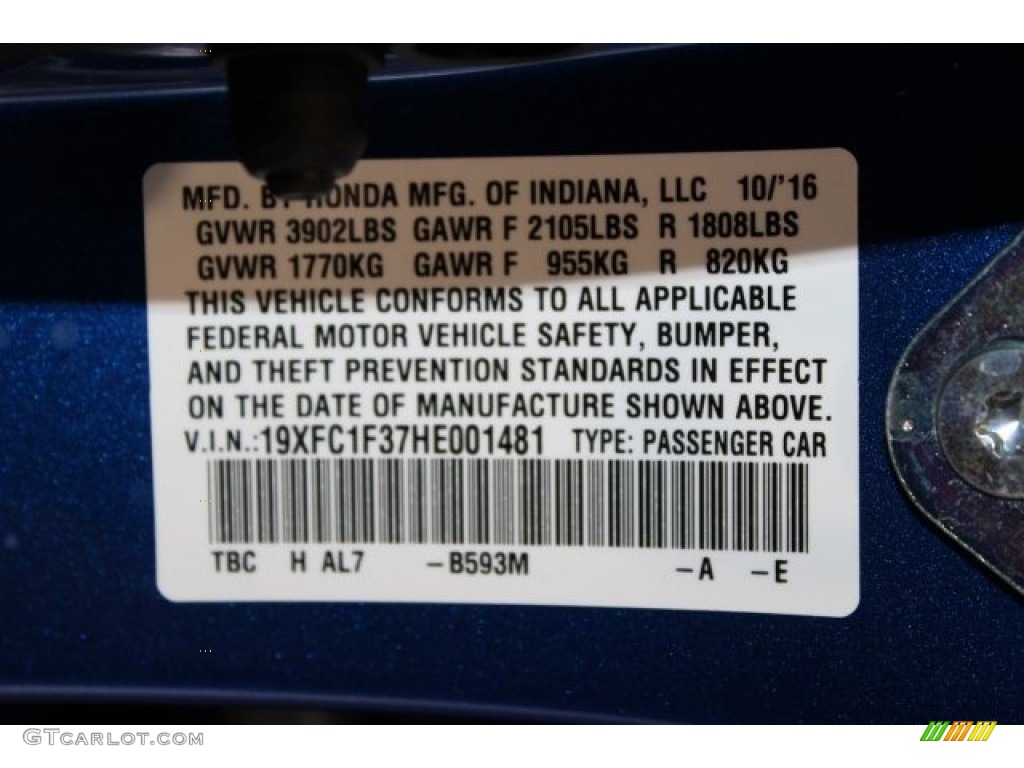 MFD. BY HONDA MFG. OF INDIANA, LLC 10/'16
GVWR 3902LBS GAWR F 2105LBS R 1808LBS
GVWR 1770KG GAWR F 955KG R 820KG
THIS VEHICLE CONFORMS TO ALL APPLICABLE
FEDERAL MOTOR VEHICLE SAFETY, BUMPER,
AND THEFT PREVENTION STANDARDS IN EFFECT
ON THE DATE OF MANUFACTURE SHOWN ABOVE.
V.I.N.:19XFC1F37HE001481 TYPE: PASSENGER CAR
TBC H AL7 -B593M -A -E
GTCarLot.com